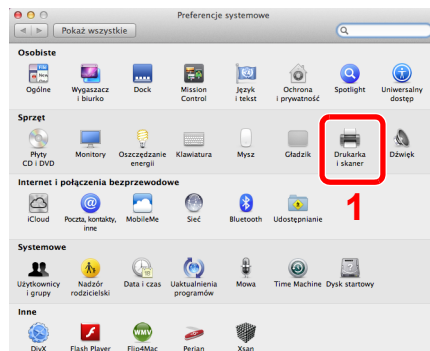 Preferencje systemowe
Pokaż wszystkie
Osobiste
Ogólne
Wygaszacz i biurko
Dock
Mission Control
Język i tekst
Ochrona i prywatność
Spotlight
Uniwersalny dostęp
Sprzęt
Płyty CD i DVD
Monitory
Oszczędzanie energii
Klawiatura
Mysz
Gładzik
Drukarka i skaner
Dźwięk
1
Internet i połączenia bezprzewodowe
iCloud
Poczta, kontakty, inne
MobileMe
Sieć
Bluetooth
Udostępnianie
Systemowe
Użytkownicy i grupy
Nadzór rodzicielski
Data i czas
Uaktualnienia programów
Mowa
Time Machine
Dysk startowy
Inne
DivX
Flash Player
WMV
Flip4Mac
Perian
Xsan